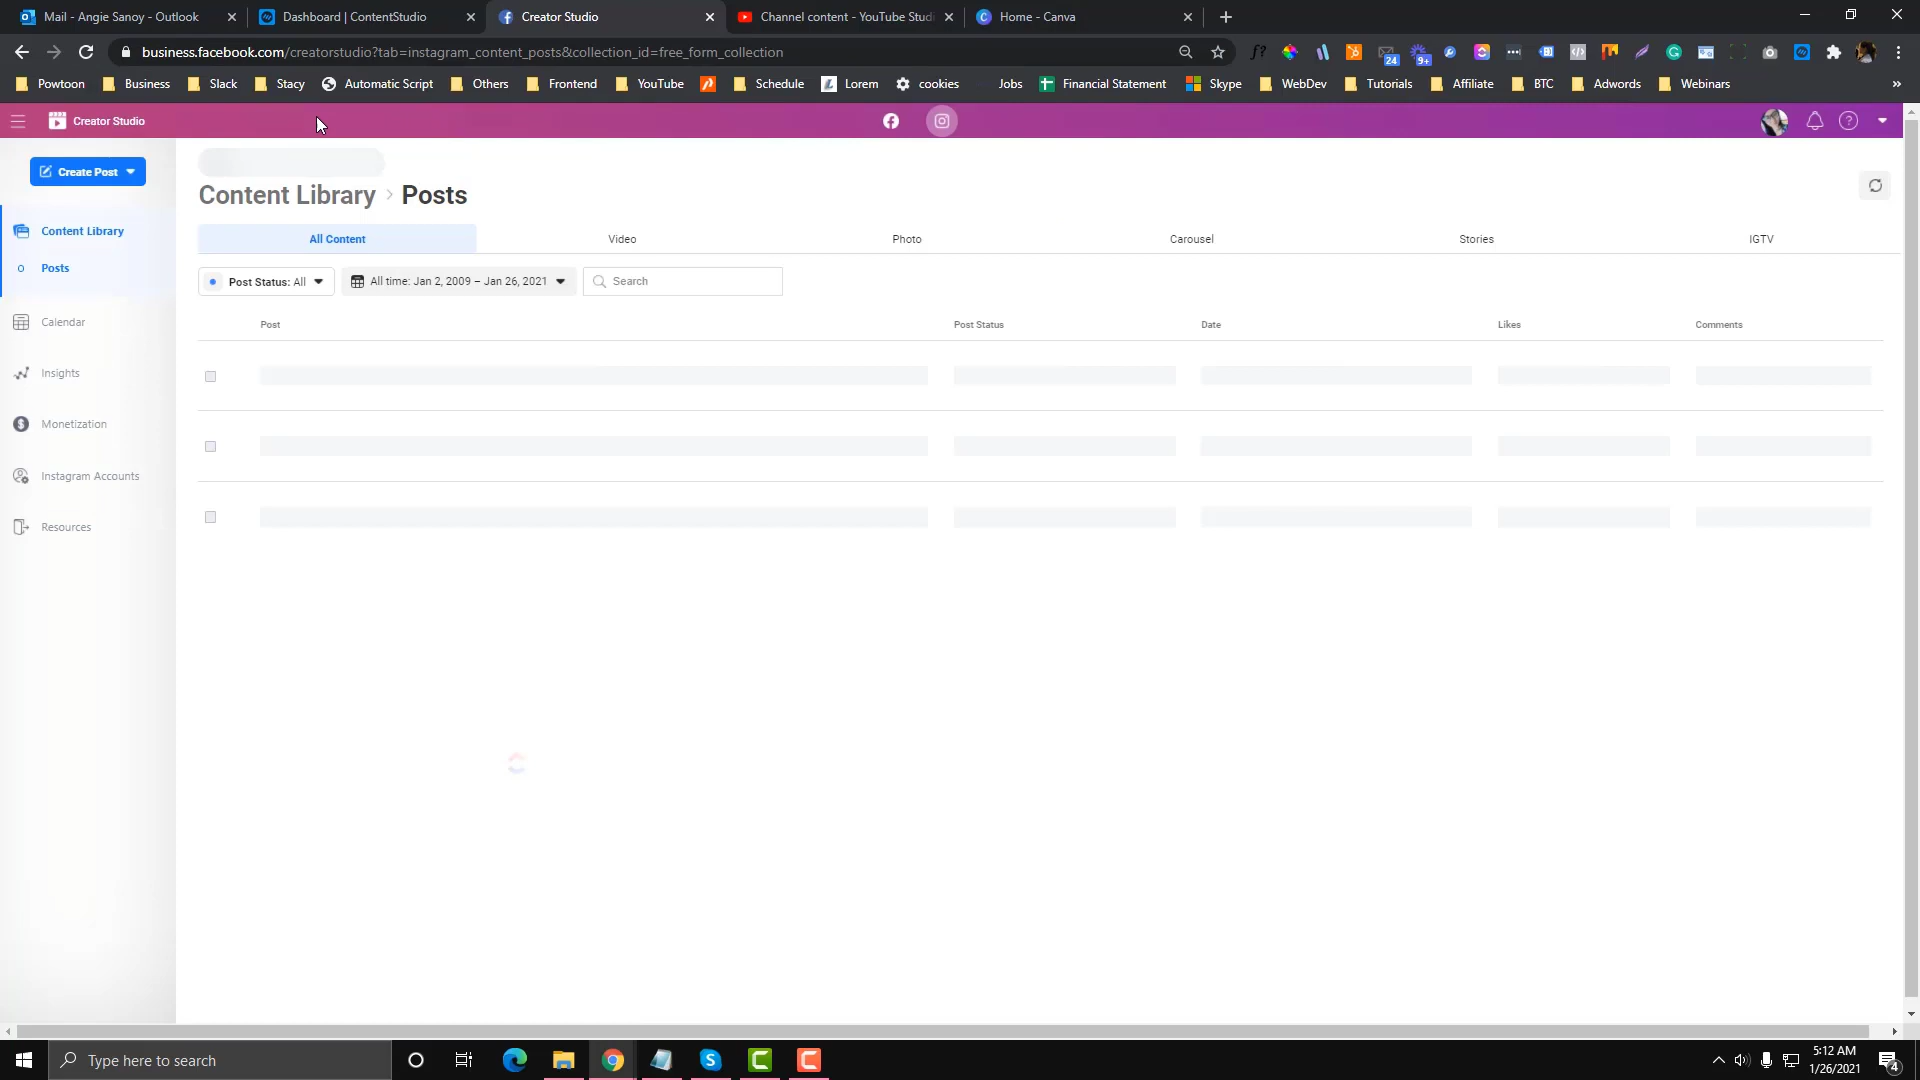 Mail - Angie Sanoy - Outlook
Dashboard | ContentStudio
Creator Studio
Channel content - YouTube Studi
Home - Canva
business.facebook.com/creatorstudio?tab=instagram_content_posts&collection_id=free_form_collection
f?
24
9+
Powtoon
Business
Slack
Stacy
Automatic Script
Others
Frontend
YouTube
Schedule
Lorem
cookies
Jobs
Financial Statement
Skype
WebDev
Tutorials
Affiliate
BTC
Adwords
Webinars
Creator Studio
Create Post
Content Library
Posts
Calendar
Insights
Monetization
Instagram Accounts
Resources
Content Library > Posts
All Content
Video
Photo
Carousel
Stories
IGTV
Post Status: All
All time: Jan 2, 2009 – Jan 26, 2021
Search
Post
Post Status
Date
Likes
Comments
Type here to search
5:12 AM
1/26/2021
4